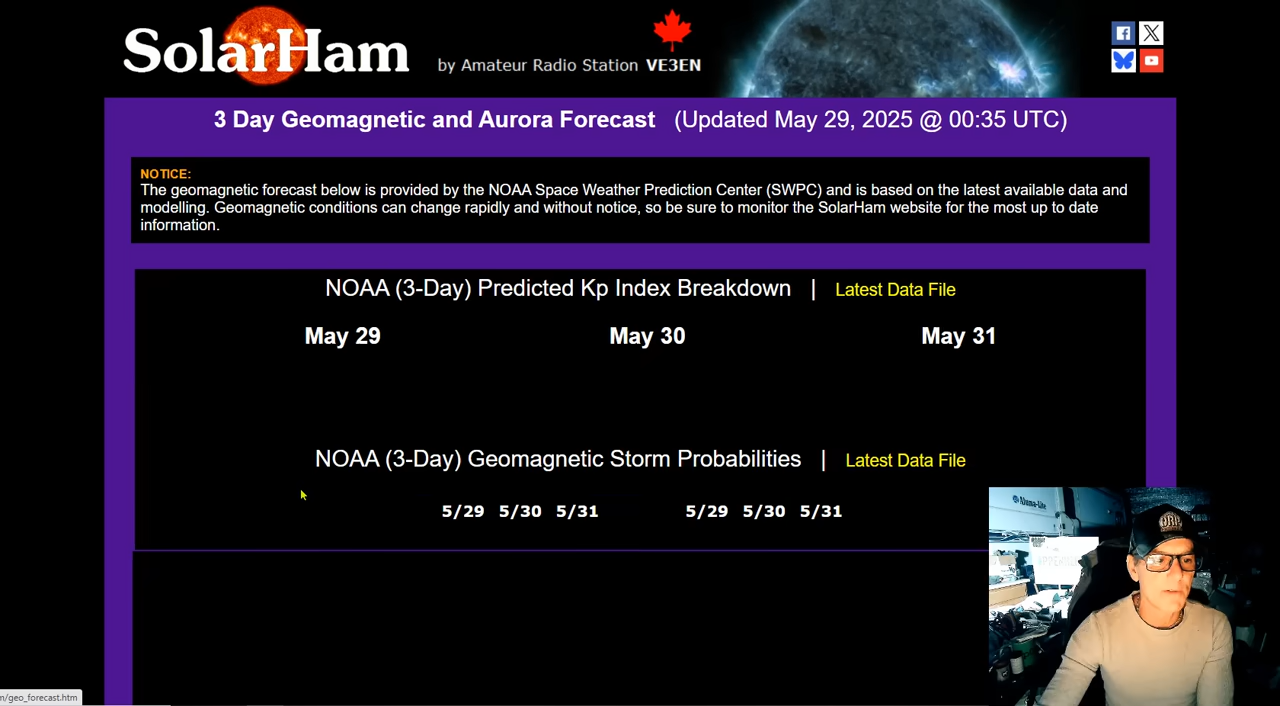 SolarHam
by Amateur Radio Station VE3EN
3 Day Geomagnetic and Aurora Forecast (Updated May 29, 2025 @ 00:35 UTC)
NOTICE:
The geomagnetic forecast below is provided by the NOAA Space Weather Prediction Center (SWPC) and is based on the latest available data and
modelling. Geomagnetic conditions can change rapidly and without notice, so be sure to monitor the SolarHam website for the most up to date
information.
NOAA (3-Day) Predicted Kp Index Breakdown | Latest Data File
May 29 May 30 May 31
NOAA (3-Day) Geomagnetic Storm Probabilities | Latest Data File
5/29 5/30 5/31 5/29 5/30 5/31
Aluma-Lite
QRP
m/geo_forecast.htm